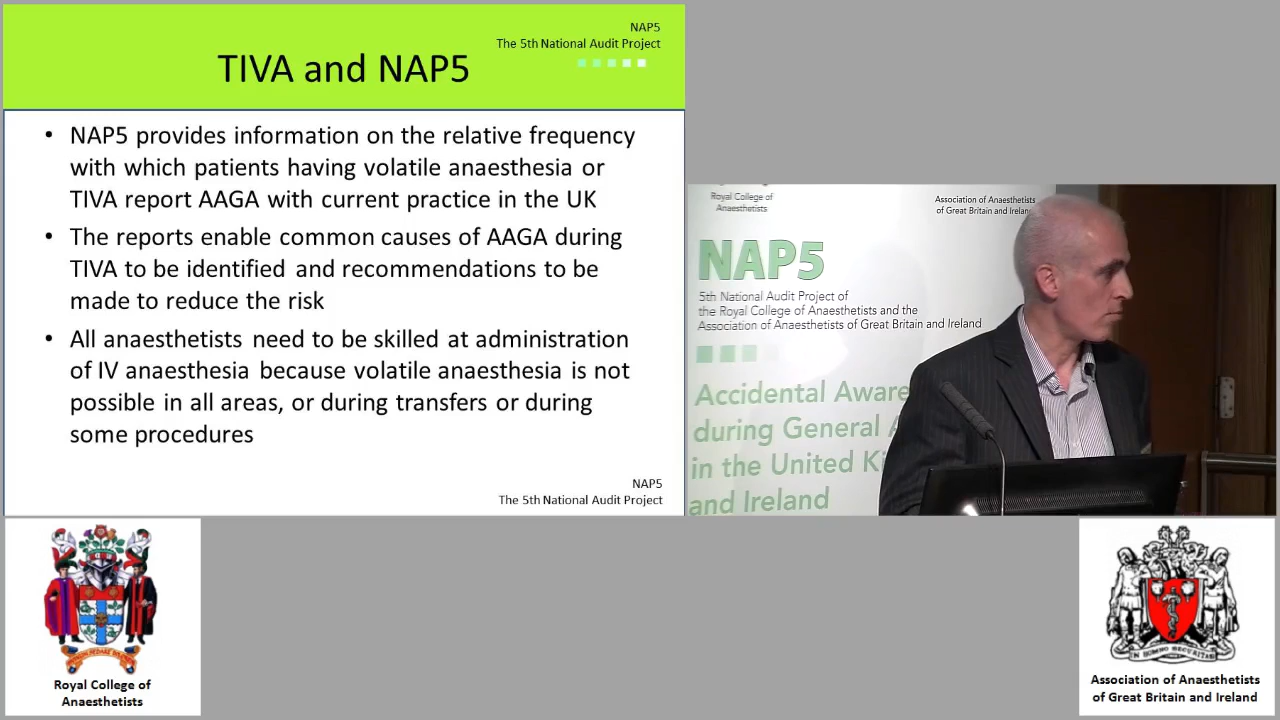 NAP5
The 5th National Audit Project
TIVA and NAP5
• NAP5 provides information on the relative frequency
with which patients having volatile anaesthesia or
TIVA report AAGA with current practice in the UK
• The reports enable common causes of AAGA during
TIVA to be identified and recommendations to be
made to reduce the risk
• All anaesthetists need to be skilled at administration
of IV anaesthesia because volatile anaesthesia is not
possible in all areas, or during transfers or during
some procedures
NAP5
The 5th National Audit Project
Royal College of
Anaesthetists
Association of Anaesthetists
of Great Britain and Ireland
NAP5
5th National Audit Project of
the Royal College of Anaesthetists and the
Association of Anaesthetists of Great Britain and Ireland
Accidental Aware
during General A
in the United Ki
and Ireland
Royal College of
Anaesthetists
IN SOMNO SECURITAS
Association of Anaesthetists
of Great Britain and Ireland